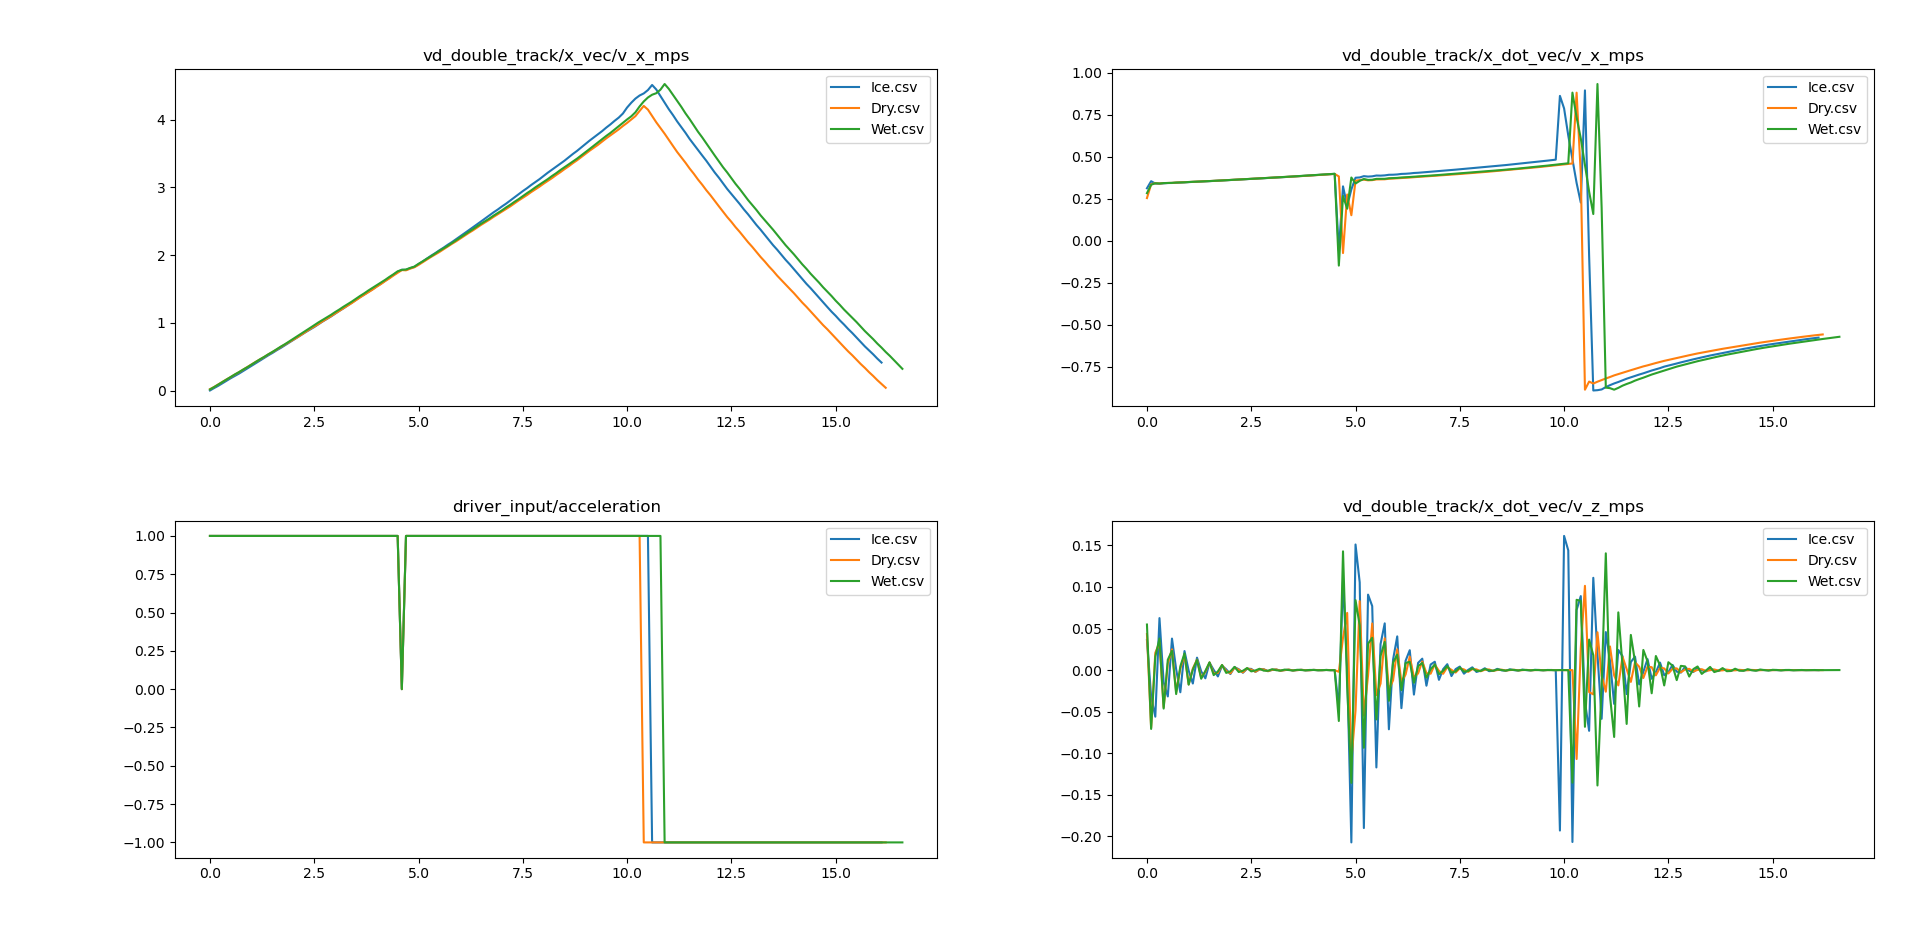 vd_double_track/x_vec/v_x_mps
4
3
2
1
0
0.0 2.5 5.0 7.5 10.0 12.5 15.0
Ice.csv
Dry.csv
Wet.csv
vd_double_track/x_dot_vec/v_x_mps
1.00
0.75
0.50
0.25
0.00
−0.25
−0.50
−0.75
0.0 2.5 5.0 7.5 10.0 12.5 15.0
Ice.csv
Dry.csv
Wet.csv
driver_input/acceleration
1.00
0.75
0.50
0.25
0.00
−0.25
−0.50
−0.75
−1.00
0.0 2.5 5.0 7.5 10.0 12.5 15.0
Ice.csv
Dry.csv
Wet.csv
vd_double_track/x_dot_vec/v_z_mps
0.15
0.10
0.05
0.00
−0.05
−0.10
−0.15
−0.20
0.0 2.5 5.0 7.5 10.0 12.5 15.0
Ice.csv
Dry.csv
Wet.csv